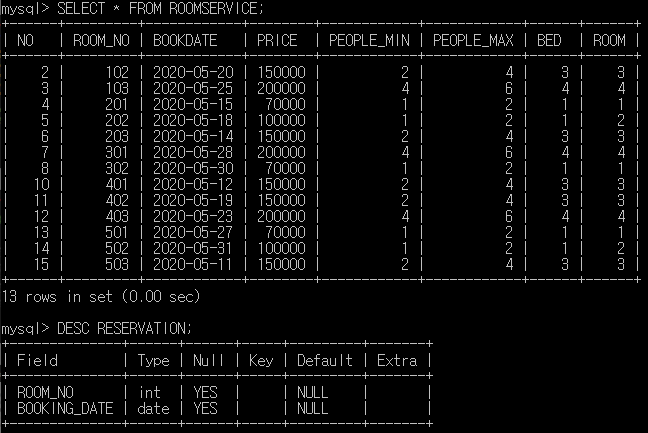 mysql> SELECT * FROM ROOMSERVICE;
+------+---------+------------+--------+------------+------------+------+------+
| NO | ROOM_NO | BOOKDATE | PRICE | PEOPLE_MIN | PEOPLE_MAX | BED | ROOM |
+------+---------+------------+--------+------------+------------+------+------+
| 2 | 102 | 2020-05-20 | 150000 | 2 | 4 | 3 | 3 |
| 3 | 103 | 2020-05-25 | 200000 | 4 | 6 | 4 | 4 |
| 4 | 201 | 2020-05-15 | 70000 | 1 | 2 | 1 | 1 |
| 5 | 202 | 2020-05-18 | 100000 | 1 | 2 | 1 | 2 |
| 6 | 203 | 2020-05-14 | 150000 | 2 | 4 | 3 | 3 |
| 7 | 301 | 2020-05-28 | 200000 | 4 | 6 | 4 | 4 |
| 8 | 302 | 2020-05-30 | 70000 | 1 | 2 | 1 | 1 |
| 10 | 401 | 2020-05-12 | 150000 | 2 | 4 | 3 | 3 |
| 11 | 402 | 2020-05-19 | 150000 | 2 | 4 | 3 | 3 |
| 12 | 403 | 2020-05-23 | 200000 | 4 | 6 | 4 | 4 |
| 13 | 501 | 2020-05-27 | 70000 | 1 | 2 | 1 | 1 |
| 14 | 502 | 2020-05-31 | 100000 | 1 | 2 | 1 | 2 |
| 15 | 503 | 2020-05-11 | 150000 | 2 | 4 | 3 | 3 |
+------+---------+------------+--------+------------+------------+------+------+
13 rows in set (0.00 sec)
mysql> DESC RESERVATION;
+--------------+------+------+-----+---------+-------+
| Field | Type | Null | Key | Default | Extra |
+--------------+------+------+-----+---------+-------+
| ROOM_NO | int | YES | | NULL | |
| BOOKING_DATE | date | YES | | NULL | |
+--------------+------+------+-----+---------+-------+